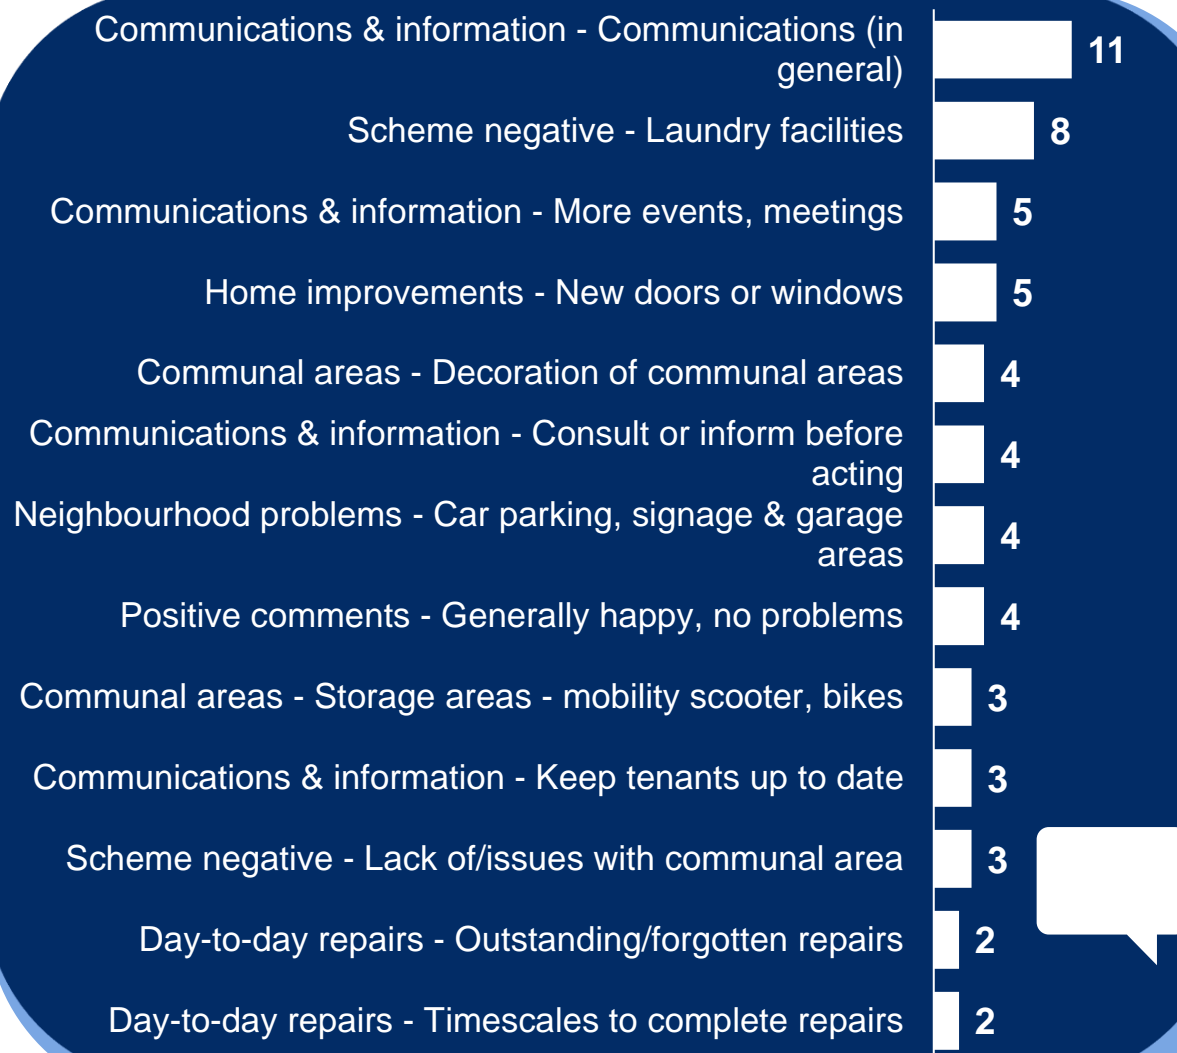 Communications & information - Communications (in
general)
11
Scheme negative - Laundry facilities
8
Communications & information - More events, meetings
5
Home improvements - New doors or windows
5
Communal areas - Decoration of communal areas
4
Communications & information - Consult or inform before
acting
4
Neighbourhood problems - Car parking, signage & garage
areas
4
Positive comments - Generally happy, no problems
4
Communal areas - Storage areas - mobility scooter, bikes
3
Communications & information - Keep tenants up to date
3
Scheme negative - Lack of/issues with communal area
3
Day-to-day repairs - Outstanding/forgotten repairs
2
Day-to-day repairs - Timescales to complete repairs
2